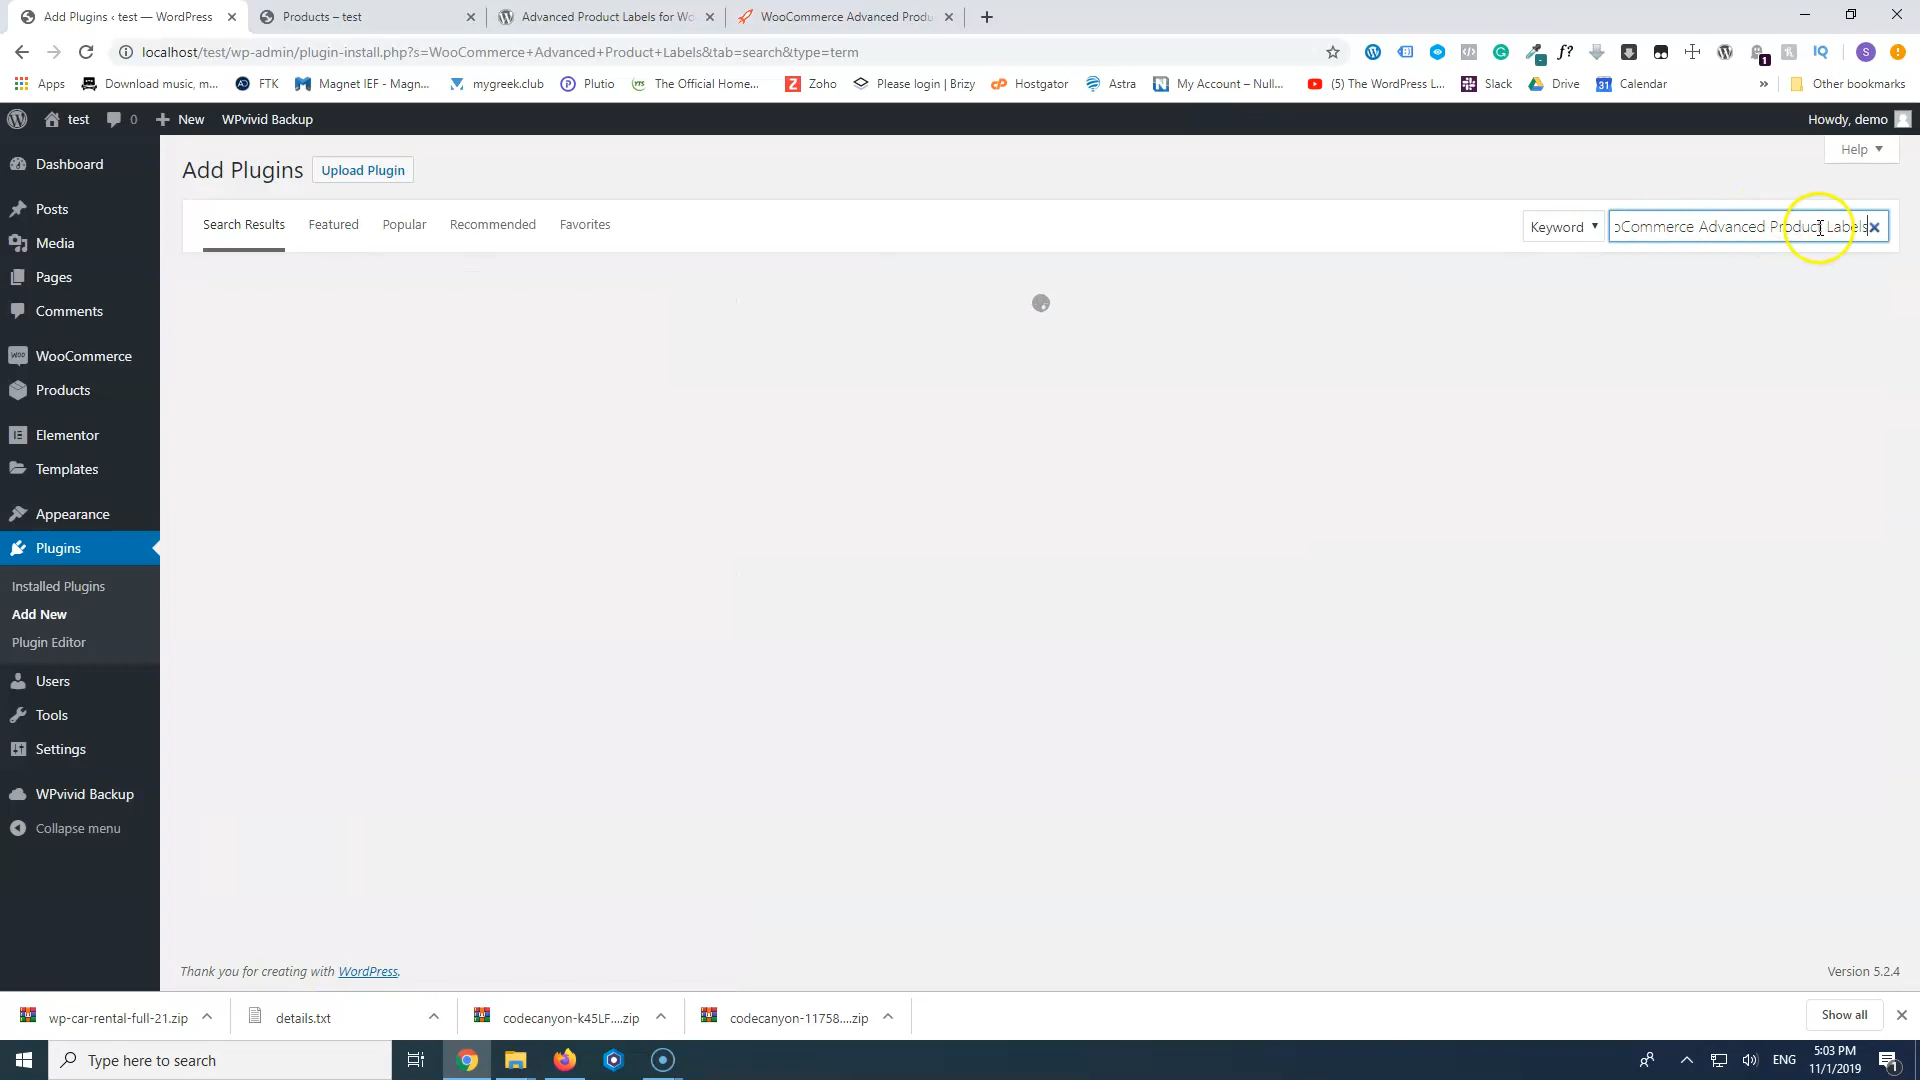 Add Plugins ‹ test — WordPress
Products – test
Advanced Product Labels for Wo
WooCommerce Advanced Produ
localhost/test/wp-admin/plugin-install.php?s=WooCommerce+Advanced+Product+Labels&tab=search&type=term
f?
IQ
S
1
Apps
Download music, m...
FTK
Magnet IEF - Magn...
mygreek.club
Plutio
The Official Home...
Zoho
Please login | Brizy
Hostgator
Astra
My Account – Null...
(5) The WordPress L...
Slack
Drive
31
Calendar
»
Other bookmarks
test
0
New
WPvivid Backup
Howdy, demo
Help
Add Plugins
Upload Plugin
Search Results
Featured
Popular
Recommended
Favorites
Keyword
oCommerce Advanced Product Labels
Dashboard
Posts
Media
Pages
Comments
WooCommerce
Products
Elementor
Templates
Appearance
Plugins
Installed Plugins
Add New
Plugin Editor
Users
Tools
Settings
WPvivid Backup
Collapse menu
Thank you for creating with WordPress.
Version 5.2.4
wp-car-rental-full-21.zip
details.txt
codecanyon-k45LF....zip
codecanyon-11758....zip
Show all
Type here to search
ENG
5:03 PM
11/1/2019
1